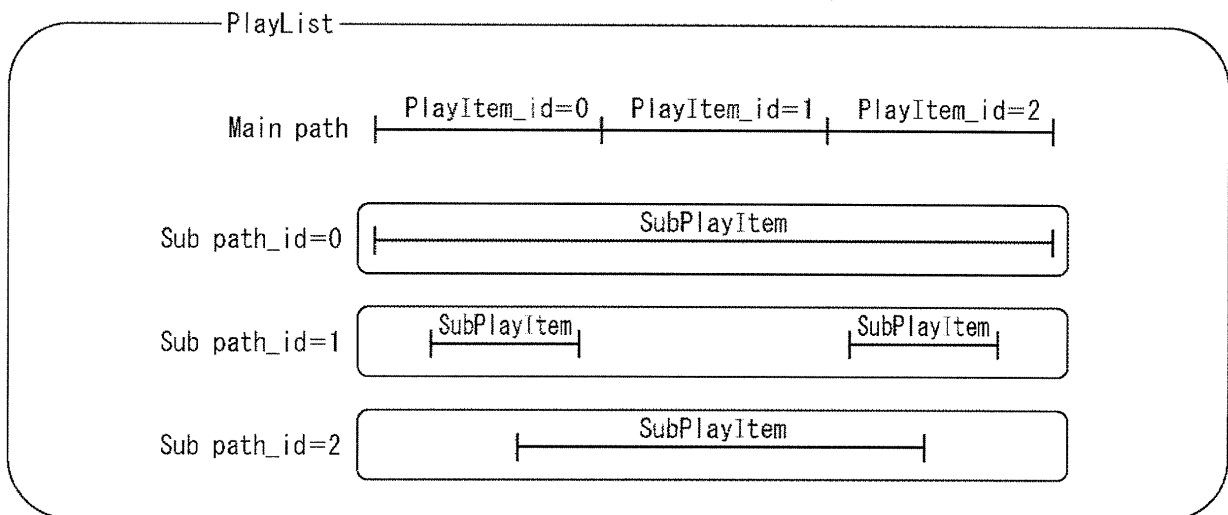 PlayList
PlayItem_id=0 PlayItem_id=1 PlayItem_id=2
Main path
SubPlayItem
Sub path_id=0
SubPlayItem SubPlayItem
Sub path_id=1
SubPlayItem
Sub path_id=2